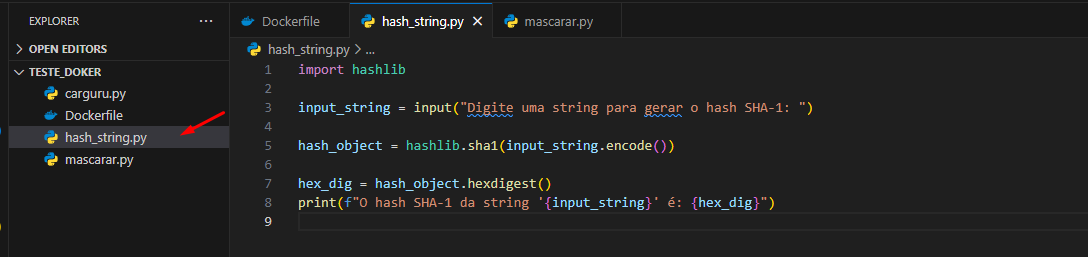 EXPLORER
...
OPEN EDITORS
TESTE_DOKER
carguru.py
Dockerfile
hash_string.py
mascarar.py
Dockerfile
hash_string.py
mascarar.py
hash_string.py > ...
1 import hashlib
2
3 input_string = input("Digite uma string para gerar o hash SHA-1: ")
4
5 hash_object = hashlib.sha1(input_string.encode())
6
7 hex_dig = hash_object.hexdigest()
8 print(f"O hash SHA-1 da string '{input_string}' é: {hex_dig}")
9